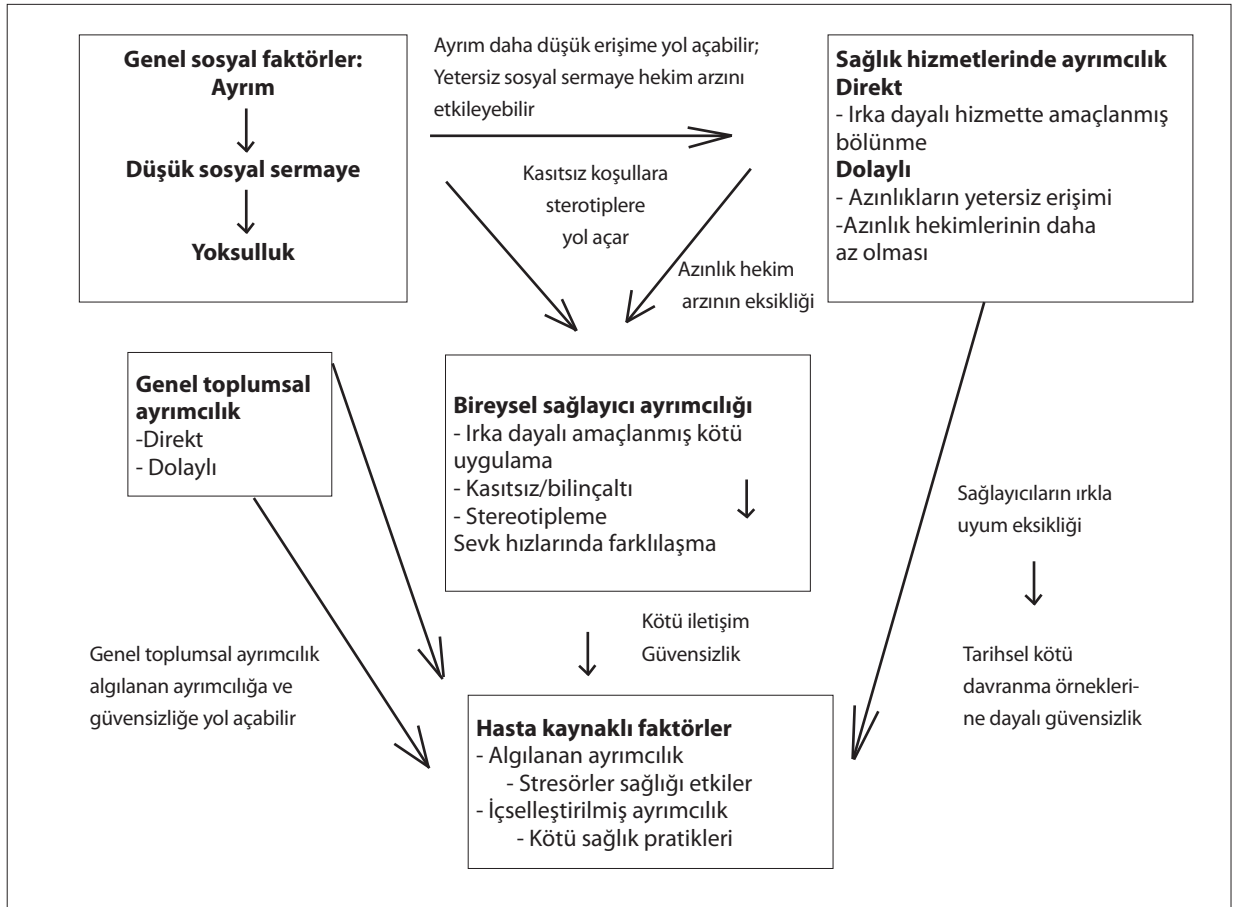 Genel sosyal faktörler:
Ayrım
Düşük sosyal sermaye
Yoksulluk
Ayrım daha düşük erişime yol açabilir;
Yetersiz sosyal sermaye hekim arzını
etkileyebilir
Kasıtsız koşullara
sterotiplere
yol açar
Sağlık hizmetlerinde ayrımcılık
Direkt
- Irka dayalı hizmette amaçlanmış
bölünme
Dolaylı
- Azınlıkların yetersiz erişimi
-Azınlık hekimlerinin daha
az olması
Azınlık hekim
arzının eksikliği
Genel toplumsal
ayrımcılık
-Direkt
- Dolaylı
Bireysel sağlayıcı ayrımcılığı
- Irka dayalı amaçlanmış kötü
uygulama
- Kasıtsız/bilinçaltı
- Stereotipleme
Sevk hızlarında farklılaşma
Sağlayıcıların ırkla
uyum eksikliği
Kötü iletişim
Güvensizlik
Genel toplumsal ayrımcılık
algılanan ayrımcılığa ve
güvensizliğe yol açabilir
Tarihsel kötü
davranma örnekleri-
ne dayalı güvensizlik
Hasta kaynaklı faktörler
- Algılanan ayrımcılık
- Stresörler sağlığı etkiler
- İçselleştirilmiş ayrımcılık
- Kötü sağlık pratikleri